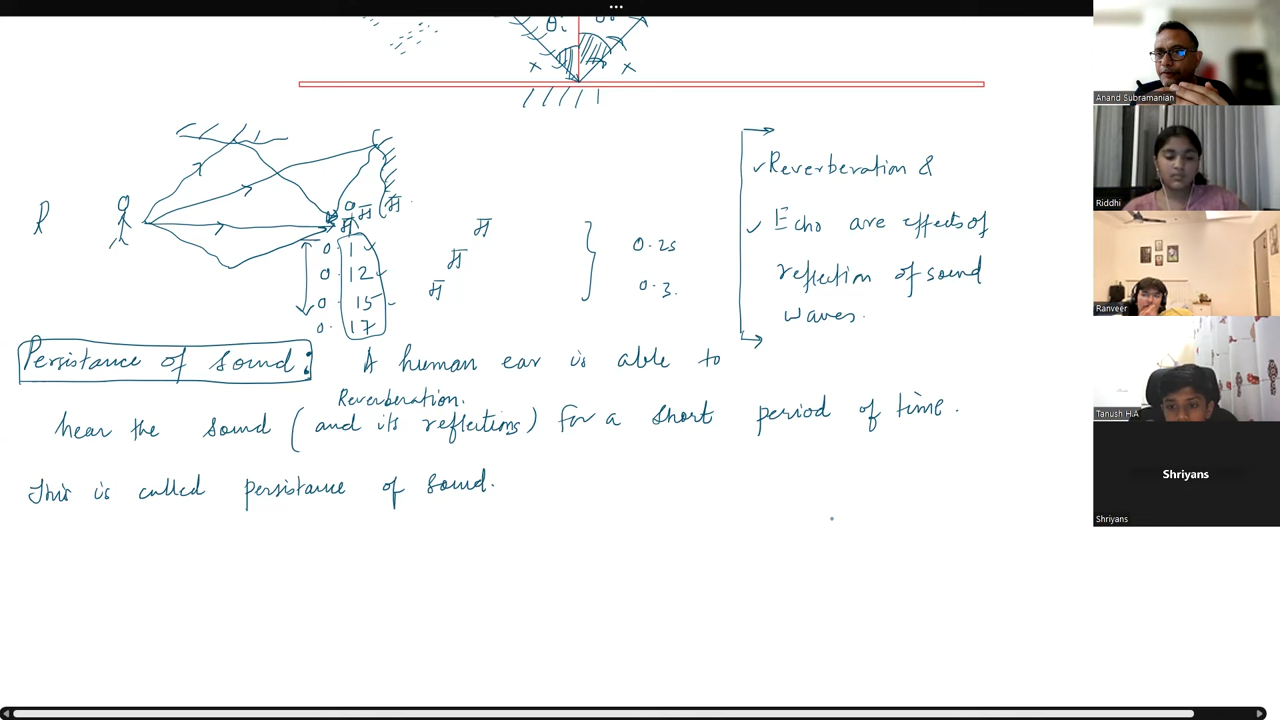 θi
Reverberation &
Echo are effects of
reflection of sound
waves.
0.1
0.12
0.15
0.17
0.2s
0.3.
Persistance of sound: A human ear is able to
Reverberation.
hear the sound (and its reflections) for a short period of time.
This is called persistance of sound.
Anand Subramanian
Riddhi
Ranveer
Tanush H.A
Shriyans
Shriyans